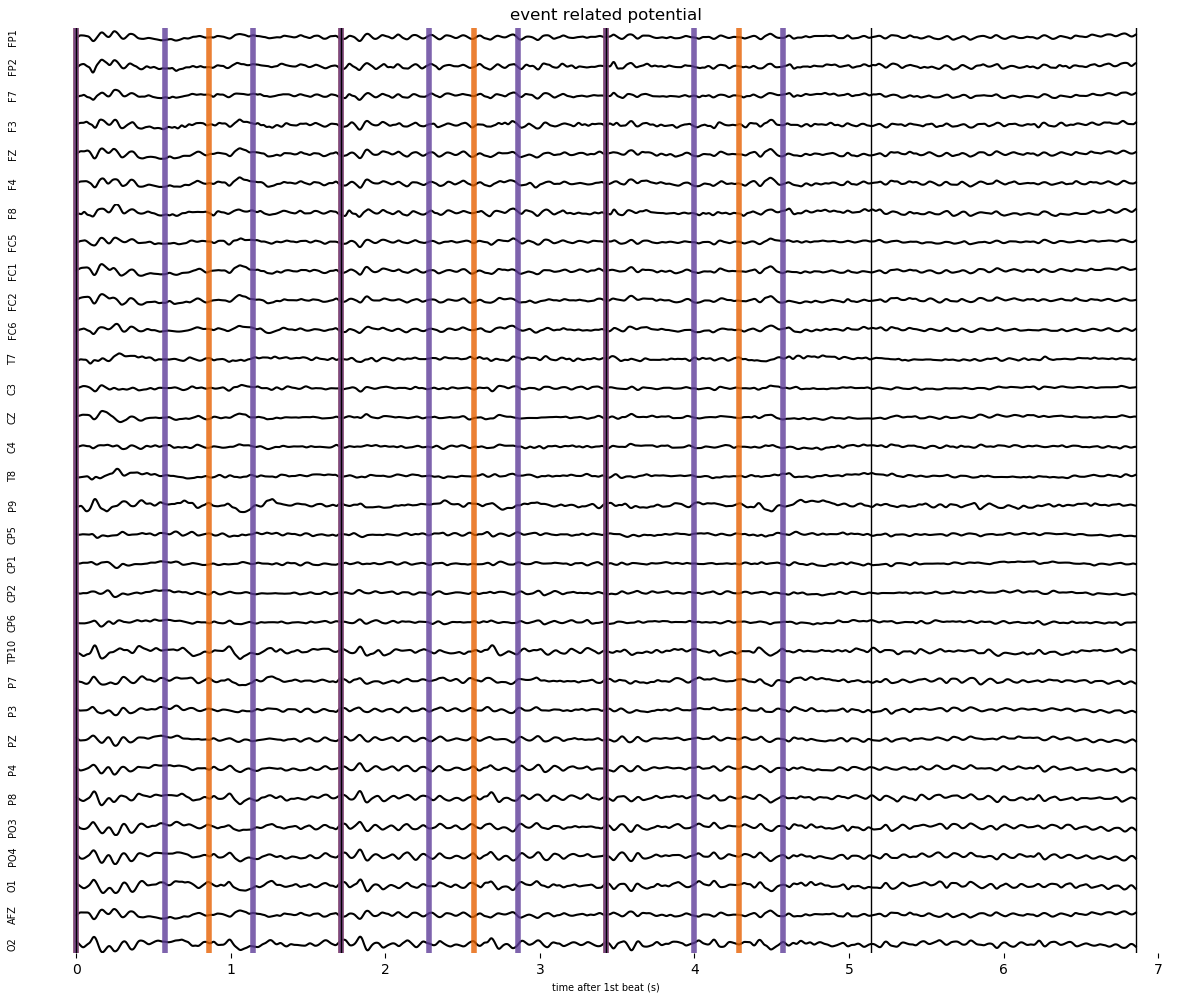 event related potential
FP1
FP2
F7
F3
FZ
F4
F8
FC5
FC1
FC2
FC6
T7
C3
CZ
C4
T8
P9
CP5
CP1
CP2
CP6
TP10
P7
P3
PZ
P4
P8
PO3
PO4
O1
AFZ
O2
0 1 2 3 4 5 6 7
time after 1st beat (s)